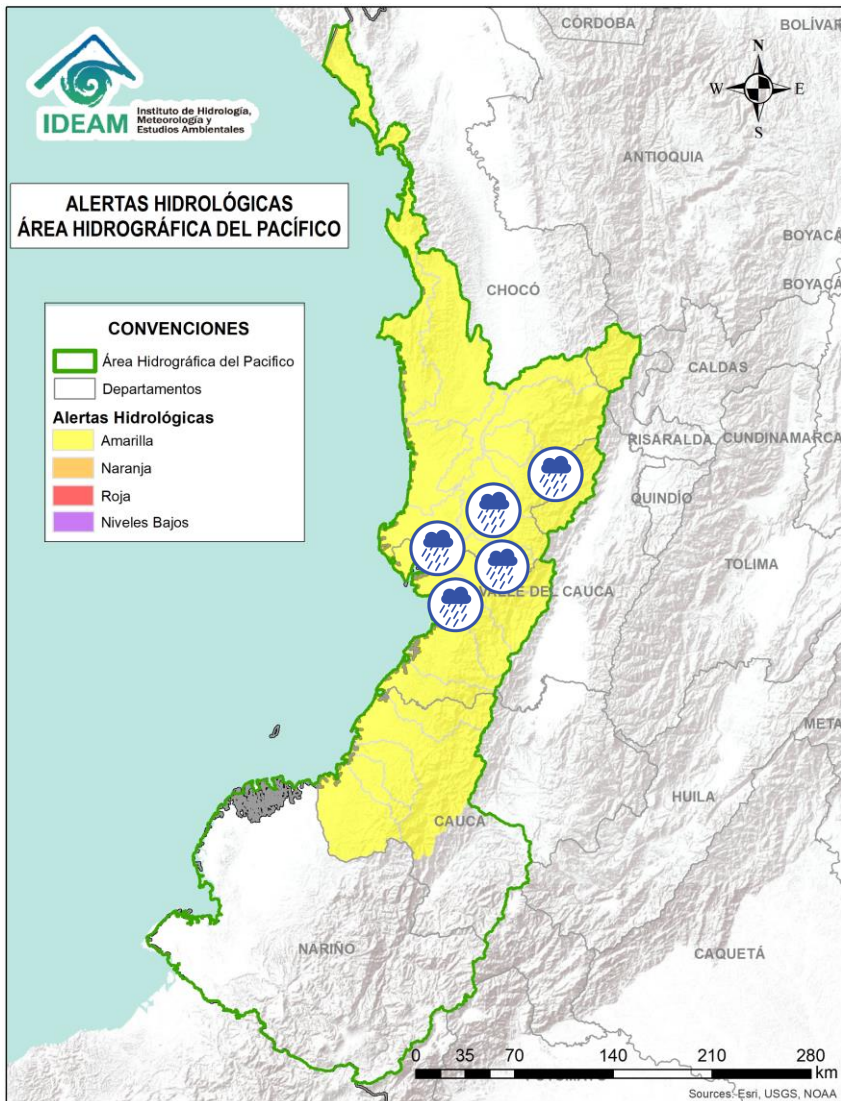 CÓRDOBA
BOLÍVAR
N
W
E
S
IDEAM
Instituto de Hidrología,
Meteorología y
Estudios Ambientales
ANTIOQUIA
ALERTAS HIDROLÓGICAS
ÁREA HIDROGRÁFICA DEL PACÍFICO
BOYACÁ
BOYACÁ
CHOCÓ
CONVENCIONES
Área Hidrográfica del Pacifico
Departamentos
Alertas Hidrológicas
Amarilla
Naranja
Roja
Niveles Bajos
CALDAS
RISARALDA
CUNDINAMARCA
QUINDÍO
TOLIMA
VALLE DEL CAUCA
META
HUILA
CAUCA
NARIÑO
CAQUETÁ
0 35 70 140 210 280
km
PUTUMAYO
Sources: Esri, USGS, NOAA